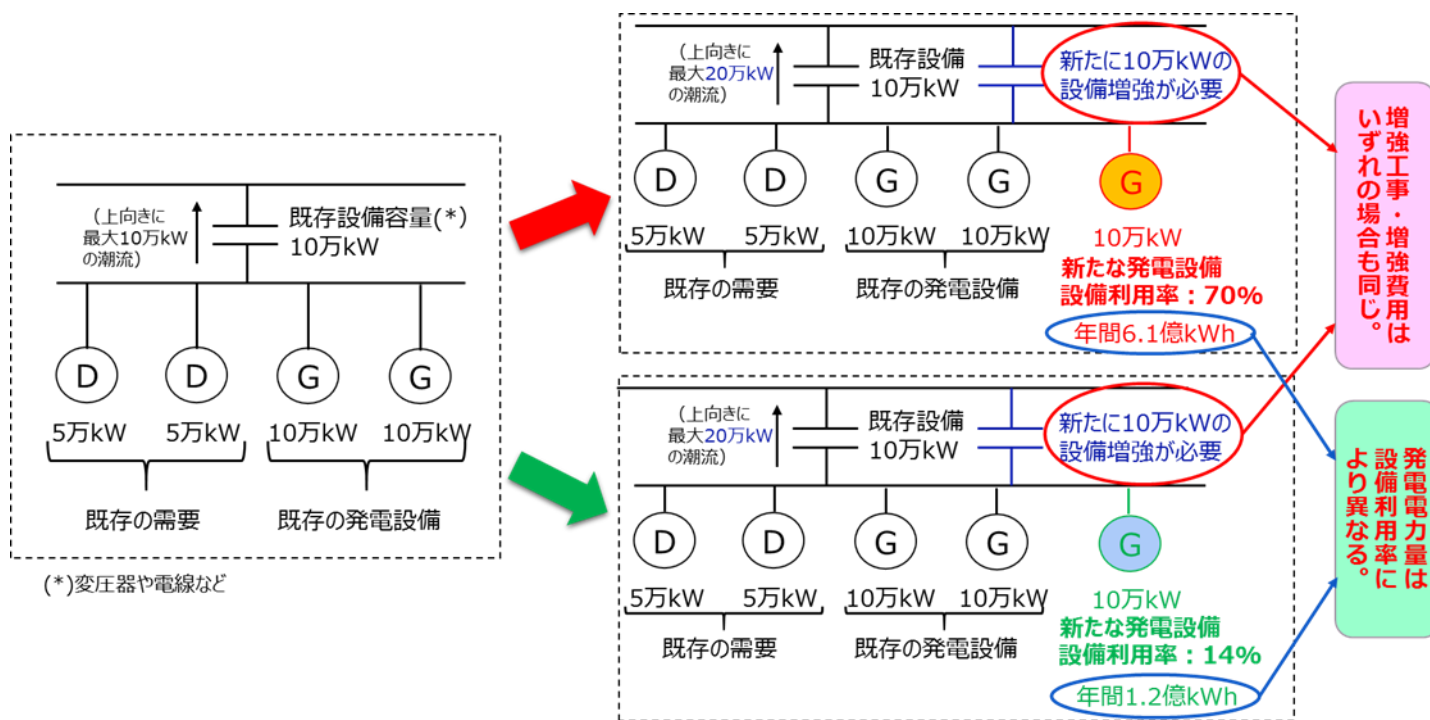 (上向きに
最大10万kW
の潮流)
既存設備容量(*)
10万kW
D
D
G
G
5万kW
5万kW
10万kW
10万kW
既存の需要
既存の発電設備
(*)変圧器や電線など
(上向きに
最大20万kW
の潮流)
既存設備
10万kW
新たに10万kWの
設備増強が必要
D
D
G
G
G
5万kW
5万kW
10万kW
10万kW
10万kW
既存の需要
既存の発電設備
新たな発電設備
設備利用率:70%
年間6.1億kWh
(上向きに
最大20万kW
の潮流)
既存設備
10万kW
新たに10万kWの
設備増強が必要
D
D
G
G
G
5万kW
5万kW
10万kW
10万kW
10万kW
既存の需要
既存の発電設備
新たな発電設備
設備利用率:14%
年間1.2億kWh
増強工事・増強費用は
いずれの場合も同じ。
発電電力量は
設備利用率に
より異なる。